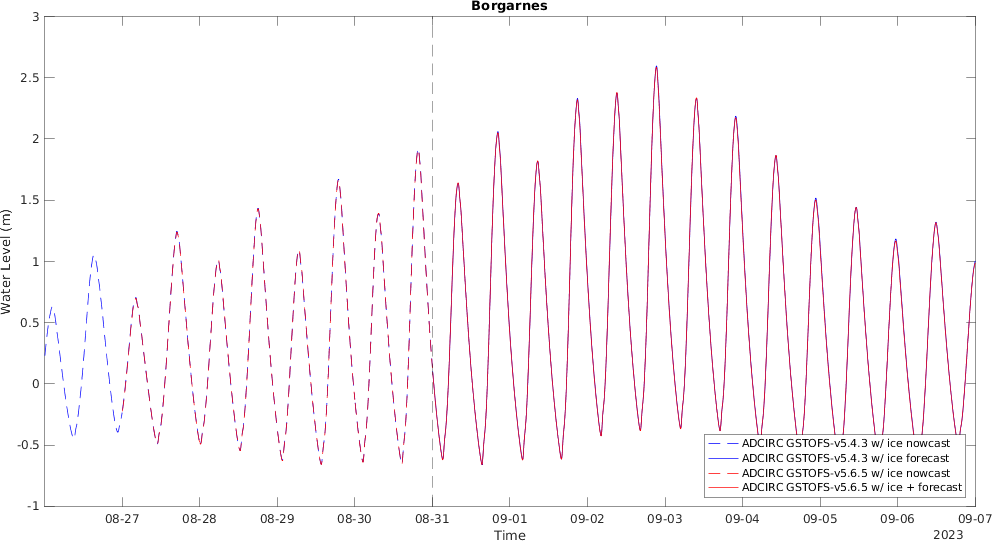 Borgarnes
3
2.5
2
1.5
1
0.5
0
-0.5
-1
Water Level (m)
ADCIRC GSTOFS-v5.4.3 w/ ice nowcast
ADCIRC GSTOFS-v5.4.3 w/ ice forecast
ADCIRC GSTOFS-v5.6.5 w/ ice nowcast
ADCIRC GSTOFS-v5.6.5 w/ ice + forecast
08-27 08-28 08-29 08-30 08-31 09-01 09-02 09-03 09-04 09-05 09-06 09-07
Time
2023